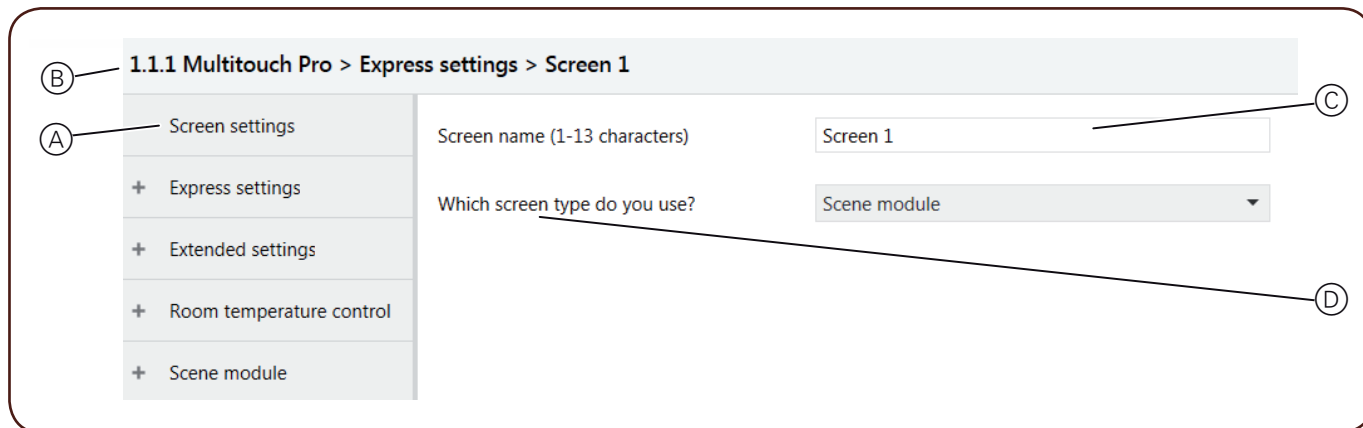 B
1.1.1 Multitouch Pro > Express settings > Screen 1
C
A
Screen settings
Screen name (1-13 characters)
Screen 1
+ Express settings
Which screen type do you use?
Scene module
+ Extended settings
D
+ Room temperature control
+ Scene module